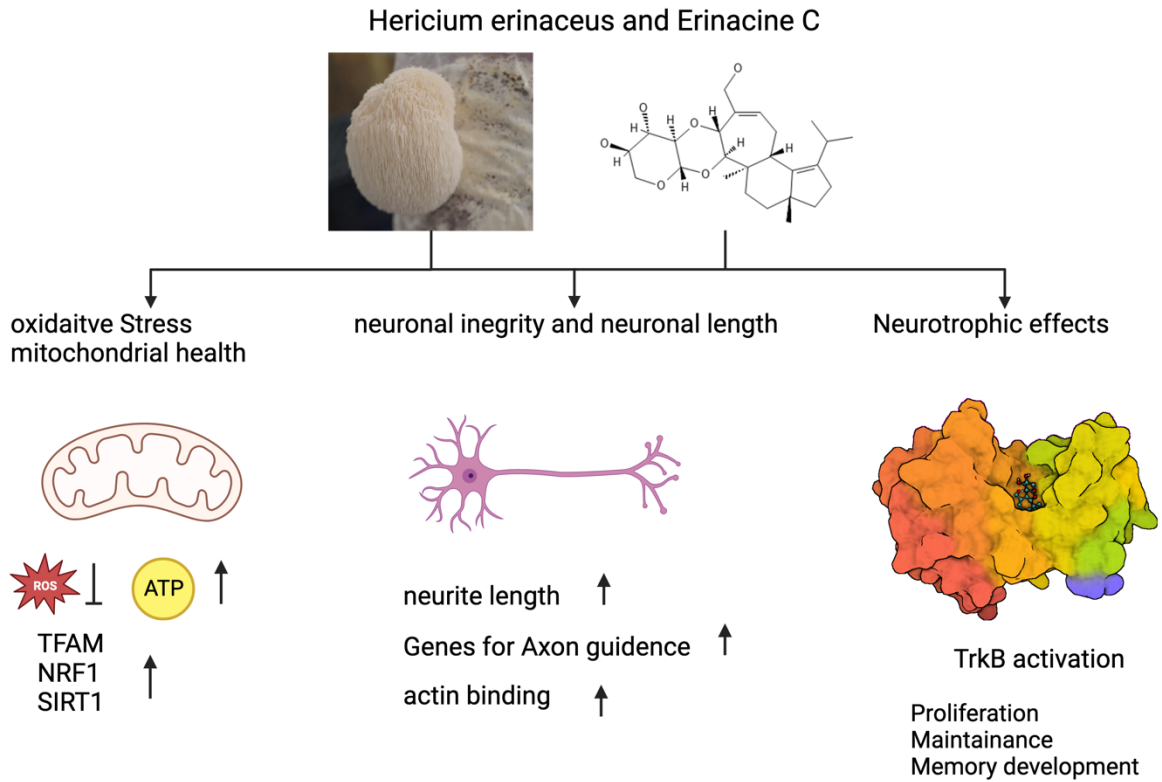 Hericium erinaceus and Erinacine C
O
O
H
H
O
H
O
H
O
H
O
H
O
H
oxidaitve Stress
mitochondrial health
neuronal inegrity and neuronal length
Neurotrophic effects
ROS
ATP
TFAM
NRF1
SIRT1
neurite length
Genes for Axon guidence
actin binding
TrkB activation
Proliferation
Maintainance
Memory development